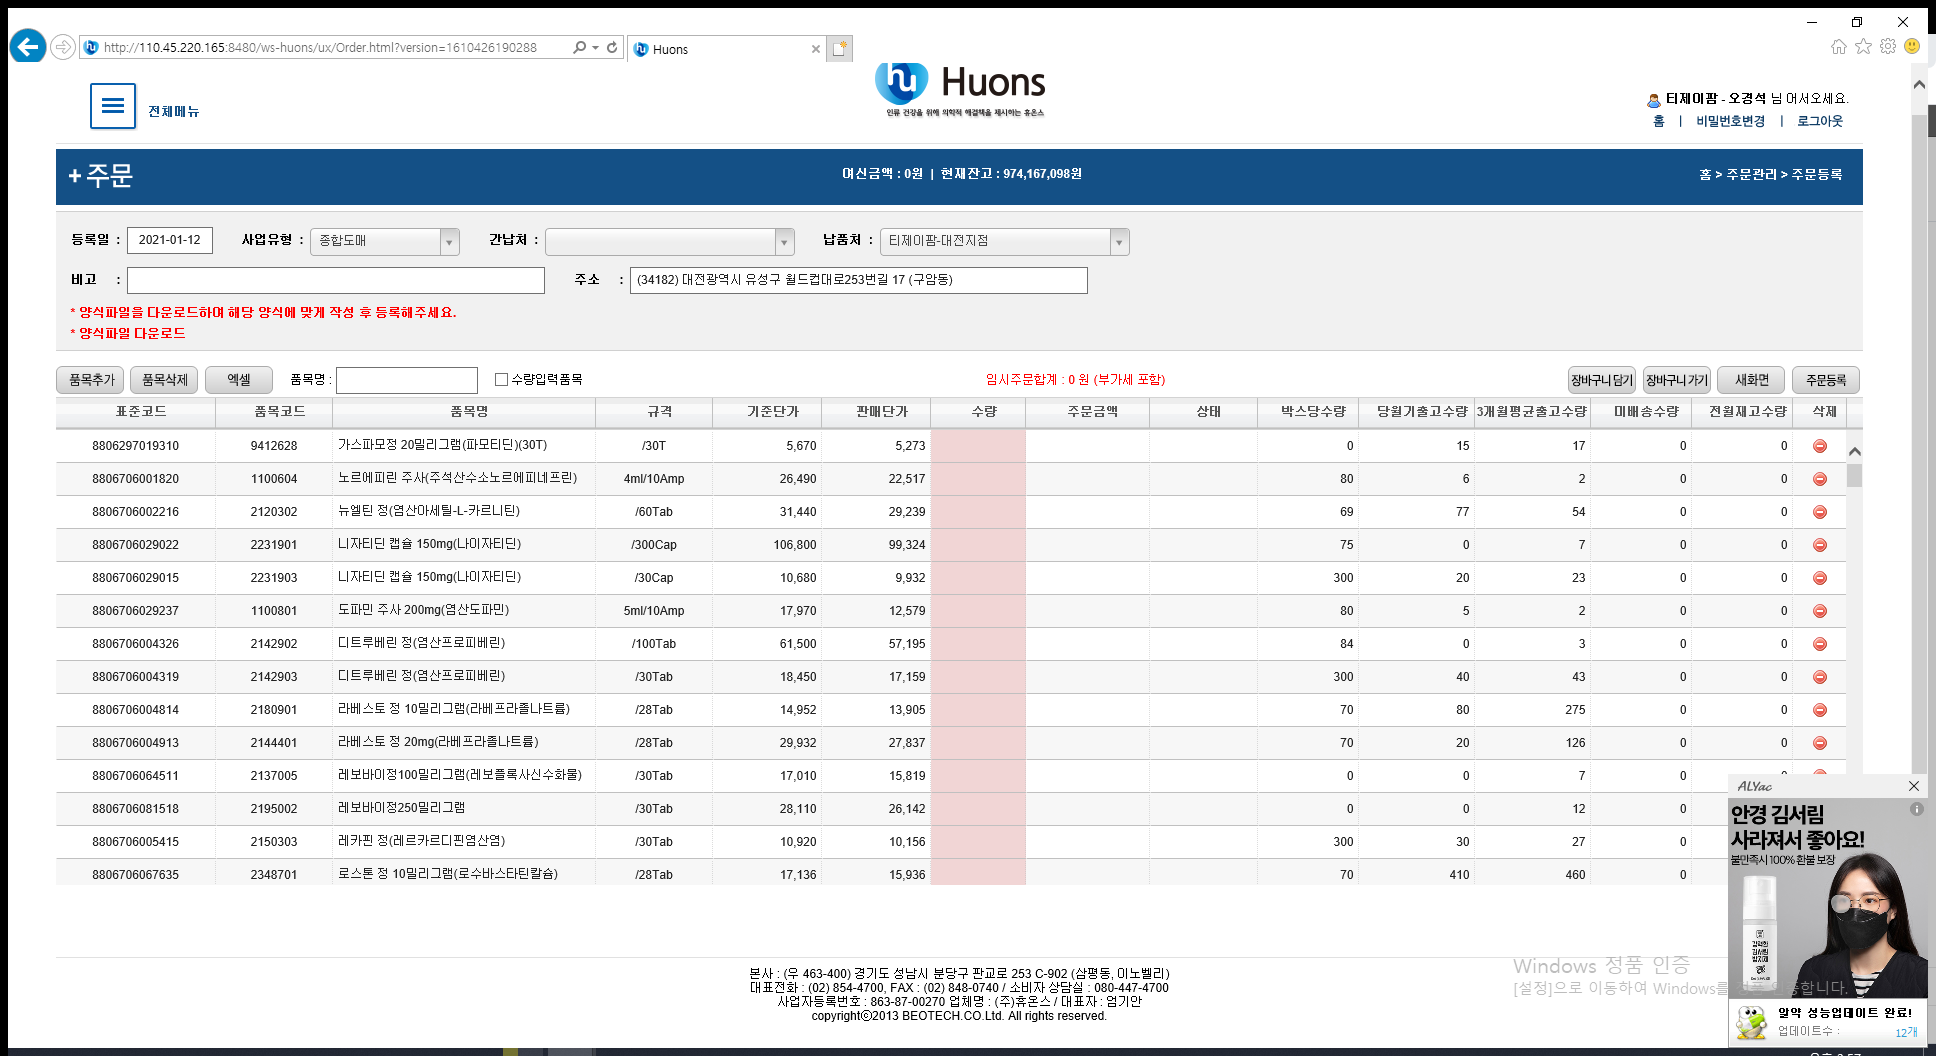 http://110.45.220.165:8480/ws-huons/ux/Order.html?version=1610426190288
Huons
전체메뉴
hu Huons
인류 건강을 위해 의학적 해결책을 제시하는 휴온스
티제이팜 - 오경석 님 어서오세요.
홈 | 비밀번호변경 | 로그아웃
+ 주문
여신금액 : 0원 | 현재잔고 : 974,167,098원
홈 > 주문관리 > 주문등록
등록일 : 2021-01-12 사업유형 : 종합도매 간납처 : 납품처 : 티제이팜-대전지점
비고 : 주소 : (34182) 대전광역시 유성구 월드컵대로253번길 17 (구암동)
* 양식파일을 다운로드하여 해당 양식에 맞게 작성 후 등록해주세요.
* 양식파일 다운로드
품목추가 품목삭제 엑셀 품목명 : 수량입력품목 임시주문합계 : 0 원 (부가세 포함) 장바구니 담기 장바구니 가기 새화면 주문등록
표준코드 품목코드 품목명 규격 기준단가 판매단가 수량 주문금액 상태 박스당수량 당월기출고수량 3개월평균출고수량 미배송수량 전월재고수량 삭제
8806297019310 9412628 가스파모정 20밀리그램(파모티딘)(30T) /30T 5,670 5,273 0 15 17 0 0
8806706001820 1100604 노르에피린 주사(주석산수소노르에피네프린) 4ml/10Amp 26,490 22,517 80 6 2 0 0
8806706002216 2120302 뉴엘틴 정(염산아세틸-L-카르니틴) /60Tab 31,440 29,239 69 77 54 0 0
8806706029022 2231901 니자티딘 캡슐 150mg(나이자티딘) /300Cap 106,800 99,324 75 0 7 0 0
8806706029015 2231903 니자티딘 캡슐 150mg(나이자티딘) /30Cap 10,680 9,932 300 20 23 0 0
8806706029237 1100801 도파민 주사 200mg(염산도파민) 5ml/10Amp 17,970 12,579 80 5 2 0 0
8806706004326 2142902 디트루베린 정(염산프로피베린) /100Tab 61,500 57,195 84 0 3 0 0
8806706004319 2142903 디트루베린 정(염산프로피베린) /30Tab 18,450 17,159 300 40 43 0 0
8806706004814 2180901 라베스토 정 10밀리그램(라베프라졸나트륨) /28Tab 14,952 13,905 70 80 275 0 0
8806706004913 2144401 라베스토 정 20mg(라베프라졸나트륨) /28Tab 29,932 27,837 70 20 126 0 0
8806706064511 2137005 레보바이정100밀리그램(레보플록사신수화물) /30Tab 17,010 15,819 0 0 7 0
8806706081518 2195002 레보바이정250밀리그램 /30Tab 28,110 26,142 0 0 12 0
8806706005415 2150303 레카핀 정(레르카르디핀염산염) /30Tab 10,920 10,156 300 30 27 0
8806706067635 2348701 로스톤 정 10밀리그램(로수바스타틴칼슘) /28Tab 17,136 15,936 70 410 460 0
ALYac
안경 김서림
사라져서 좋아요!
불만족시 100% 환불 보장
알약 성능업데이트 완료!
업데이트수 : 12개
본사 : (우 463-400) 경기도 성남시 분당구 판교로 253 C-902 (삼평동, 이노밸리)
대표전화 : (02) 854-4700, FAX : (02) 848-0740 / 소비자 상담실 : 080-447-4700
사업자등록번호 : 863-87-00270 업체명 : (주)휴온스 / 대표자 : 엄기안
copyrightⓒ2013 BEOTECH.CO.Ltd. All rights reserved.
Windows 정품 인증
[설정]으로 이동하여 Windows를